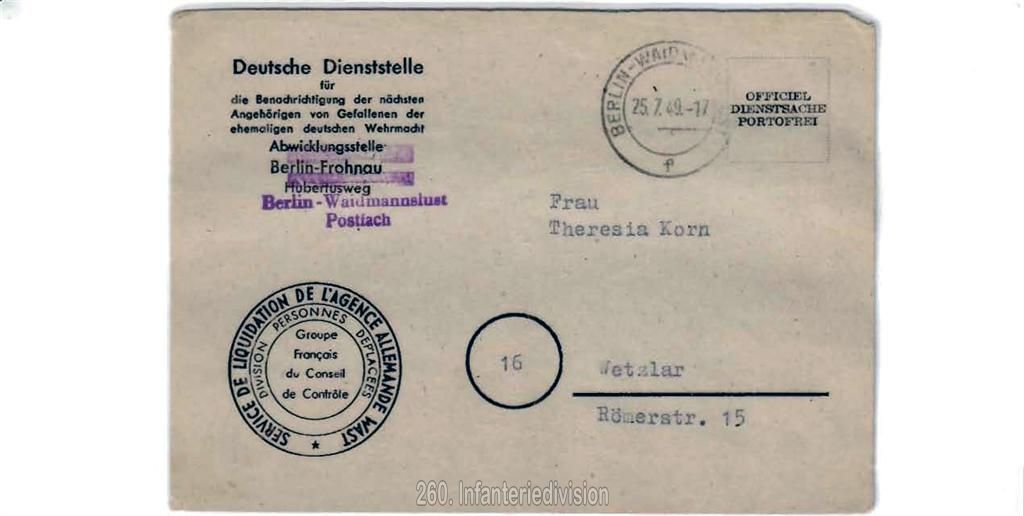 Deutsche Dienststelle
für
die Benachrichtigung der nächsten
Angehörigen von Gefallenen der
ehemaligen deutschen Wehrmacht
Abwicklungsstelle
Berlin-Frohnau
Hubertusweg
Berlin-Waidmannslust
Postfach
BERLIN-WAIDM
25.7.49.-17
f
OFFICIEL
DIENSTSACHE
PORTOFREI
Frau
Theresia Korn
SERVICE DE LIQUIDATION DE L'AGENCE ALLEMANDE WAST
DIVISION PERSONNES DEPLACEES
Groupe
Français
du Conseil
de Contrôle
16
Wetzlar
Römerstr. 15
260. Infanteriedivision